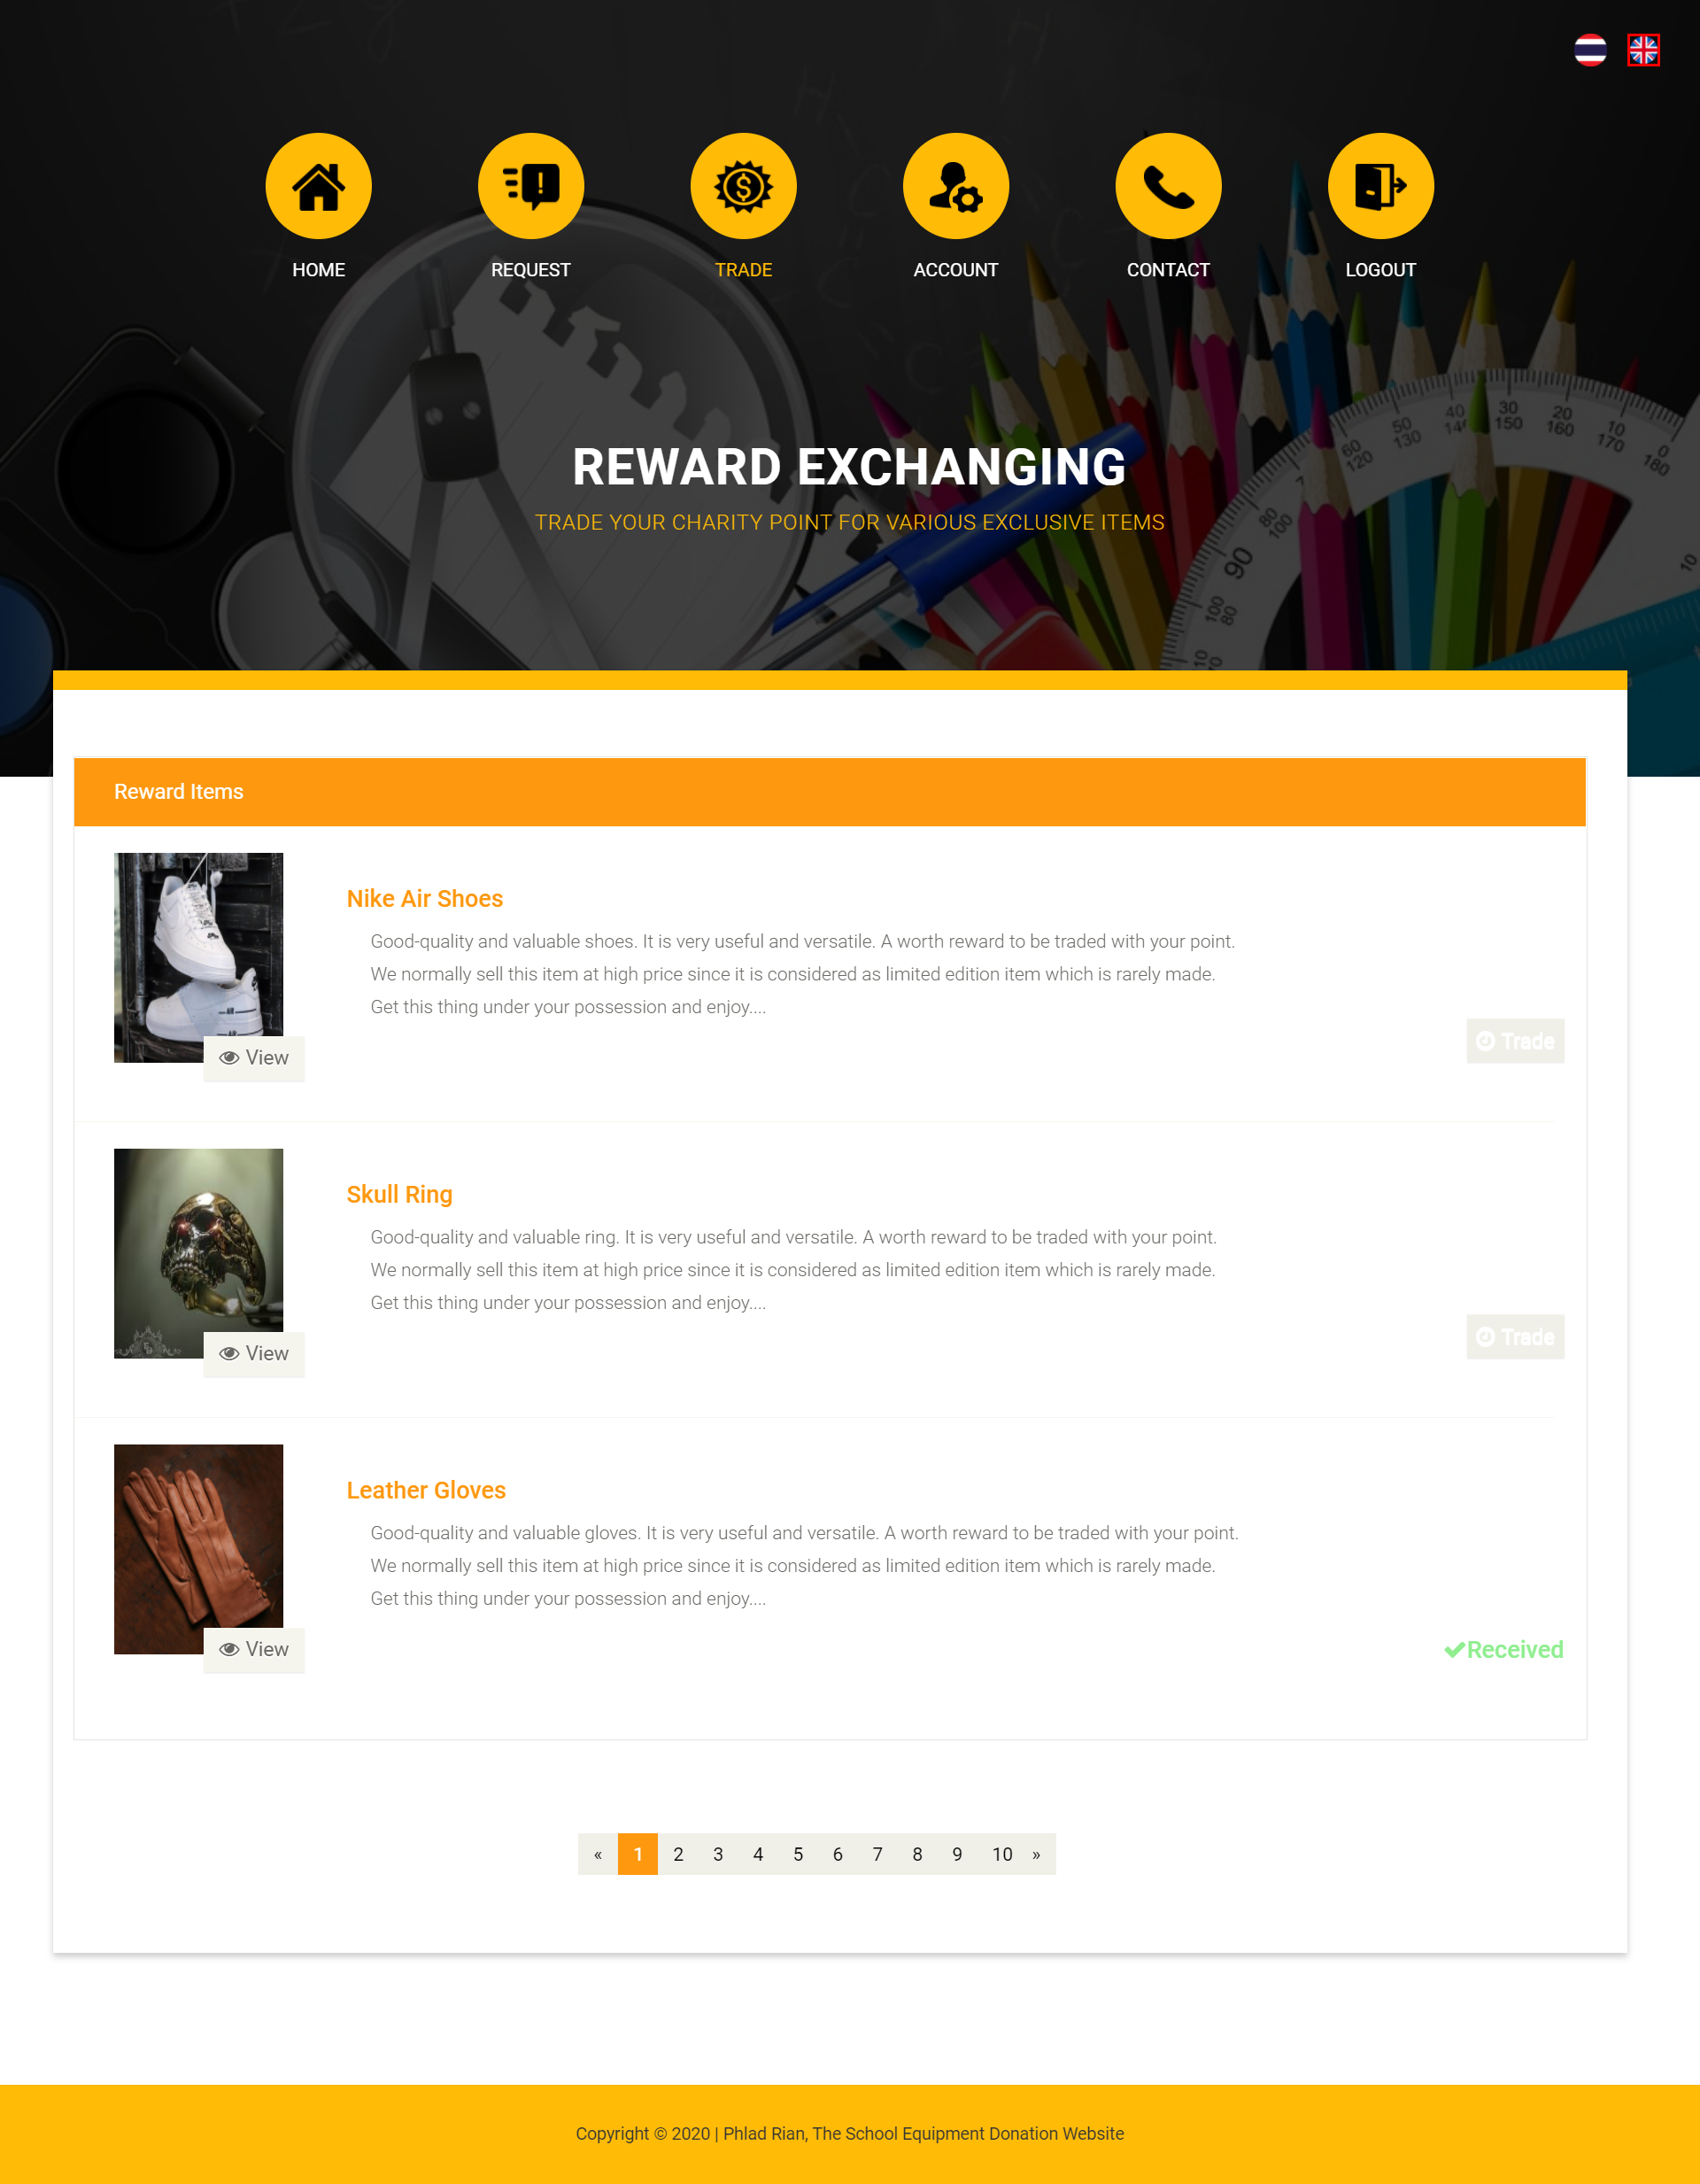 HOME
REQUEST
TRADE
ACCOUNT
CONTACT
LOGOUT
REWARD EXCHANGING
TRADE YOUR CHARITY POINT FOR VARIOUS EXCLUSIVE ITEMS
Reward Items
Nike Air Shoes
Good-quality and valuable shoes. It is very useful and versatile. A worth reward to be traded with your point.
We normally sell this item at high price since it is considered as limited edition item which is rarely made.
Get this thing under your possession and enjoy....
View
Trade
Skull Ring
Good-quality and valuable ring. It is very useful and versatile. A worth reward to be traded with your point.
We normally sell this item at high price since it is considered as limited edition item which is rarely made.
Get this thing under your possession and enjoy....
View
Trade
Leather Gloves
Good-quality and valuable gloves. It is very useful and versatile. A worth reward to be traded with your point.
We normally sell this item at high price since it is considered as limited edition item which is rarely made.
Get this thing under your possession and enjoy....
View
Received
« 1 2 3 4 5 6 7 8 9 10 »
Copyright © 2020 | Phlad Rian, The School Equipment Donation Website